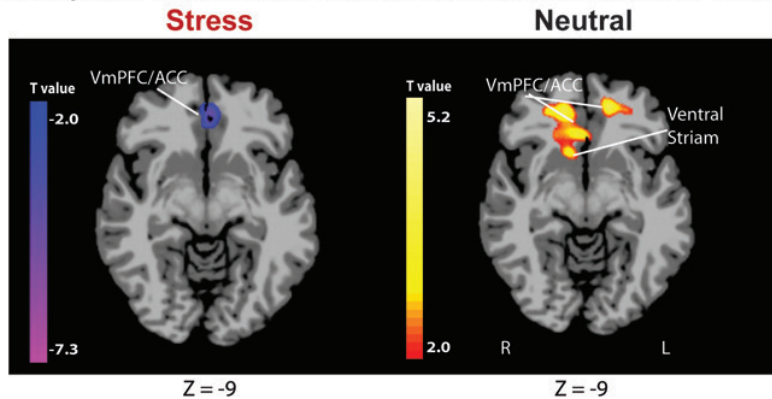 Stress
Neutral
VmPFC/ACC
T value
-2.0
-7.3
VmPFC/ACC
T value
5.2
Ventral
Striam
2.0
R
L
Z = -9
Z = -9